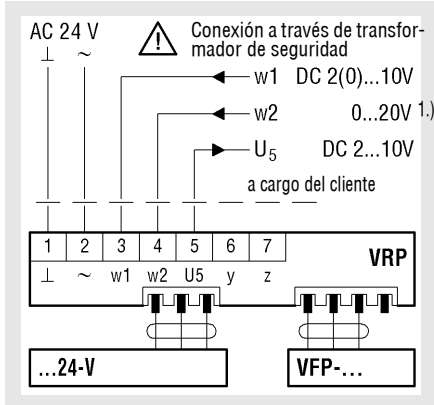 AC 24 V
⊥ ~
Conexión a través de transfor-
mador de seguridad
w1 DC 2(0)...10V
w2 0...20V 1.)
U5 DC 2...10V
a cargo del cliente
1 2 3 4 5 6 7
VRP
⊥ ~ w1 w2 U5 y z
...24-V
VFP-...